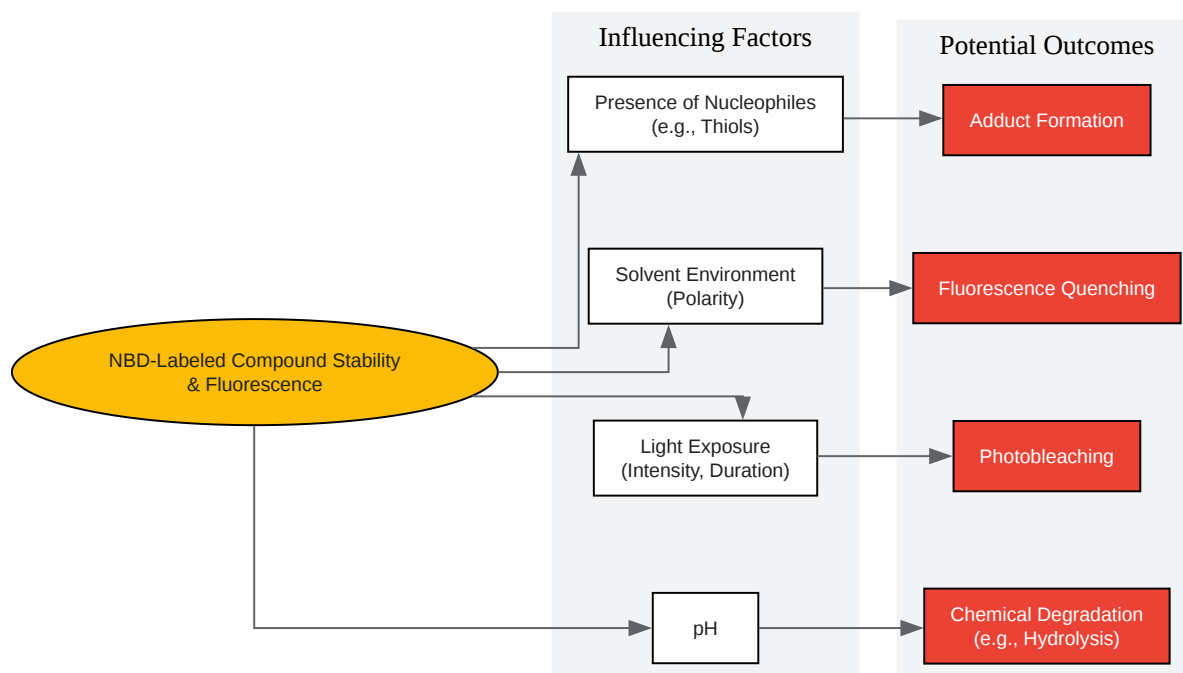 Influencing Factors
Potential Outcomes
Presence of Nucleophiles
(e.g., Thiols)
Adduct Formation
Solvent Environment
(Polarity)
Fluorescence Quenching
NBD-Labeled Compound Stability
& Fluorescence
Light Exposure
(Intensity, Duration)
Photobleaching
pH
Chemical Degradation
(e.g., Hydrolysis)